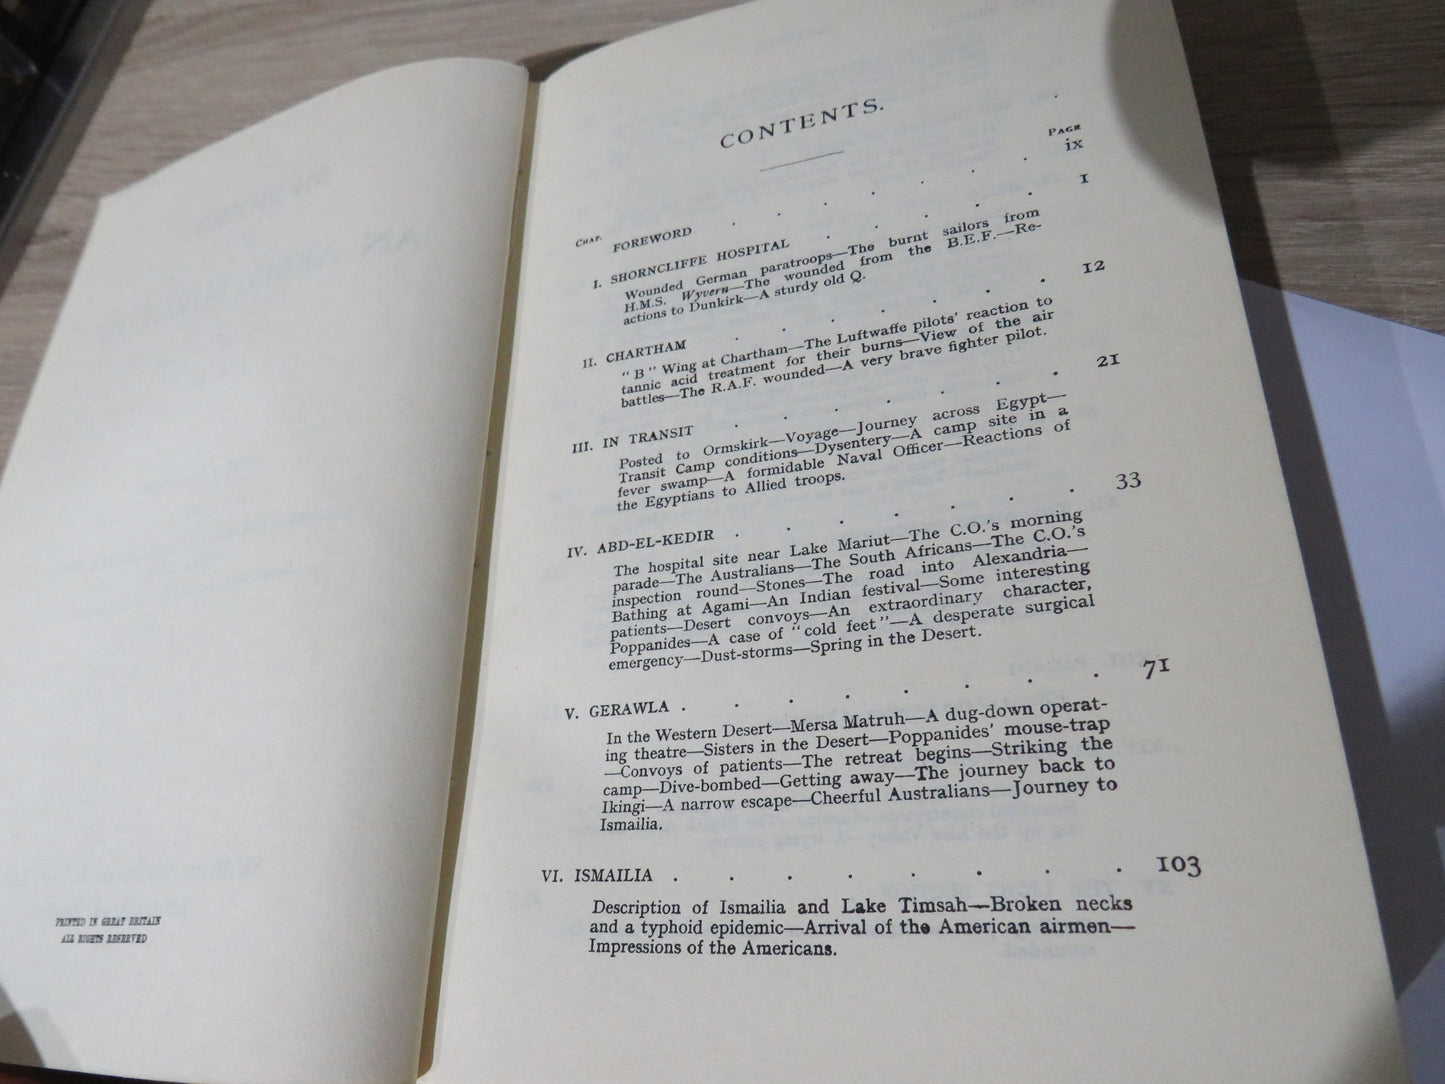 PRINTED IN GREAT BRITAIN
ALL RIGHTS RESERVED
CONTENTS.
CHAP. PAGE
FOREWORD . . . . . . ix
I. SHORNCLIFFE HOSPITAL . . . . . 1
Wounded German paratroops—The burnt sailors from
H.M.S. Wyvern—The wounded from the B.E.F.—Re-
actions to Dunkirk—A sturdy old Q.
II. CHARTHAM . . . . . . 12
"B" Wing at Chartham—The Luftwaffe pilots' reaction to
tannic acid treatment for their burns—View of the air
battles—The R.A.F. wounded—A very brave fighter pilot.
III. IN TRANSIT . . . . . . 21
Posted to Ormskirk—Voyage—Journey across Egypt—
Transit Camp conditions—Dysentery—A camp site in a
fever swamp—A formidable Naval Officer—Reactions of
the Egyptians to Allied troops.
IV. ABD-EL-KEDIR . . . . . . 33
The hospital site near Lake Mariut—The C.O.'s morning
parade—The Australians—The South Africans—The C.O.'s
inspection round—Stones—The road into Alexandria—
Bathing at Agami—An Indian festival—Some interesting
patients—Desert convoys—An extraordinary character,
Poppanides—A case of "cold feet"—A desperate surgical
emergency—Dust-storms—Spring in the Desert.
V. GERAWLA . . . . . . . 71
In the Western Desert—Mersa Matruh—A dug-down operat-
ing theatre—Sisters in the Desert—Poppanides' mouse-trap
—Convoys of patients—The retreat begins—Striking the
camp—Dive-bombed—Getting away—The journey back to
Ikingi—A narrow escape—Cheerful Australians—Journey to
Ismailia.
VI. ISMAILIA . . . . . . . 103
Description of Ismailia and Lake Timsah—Broken necks
and a typhoid epidemic—Arrival of the American airmen—
Impressions of the Americans.